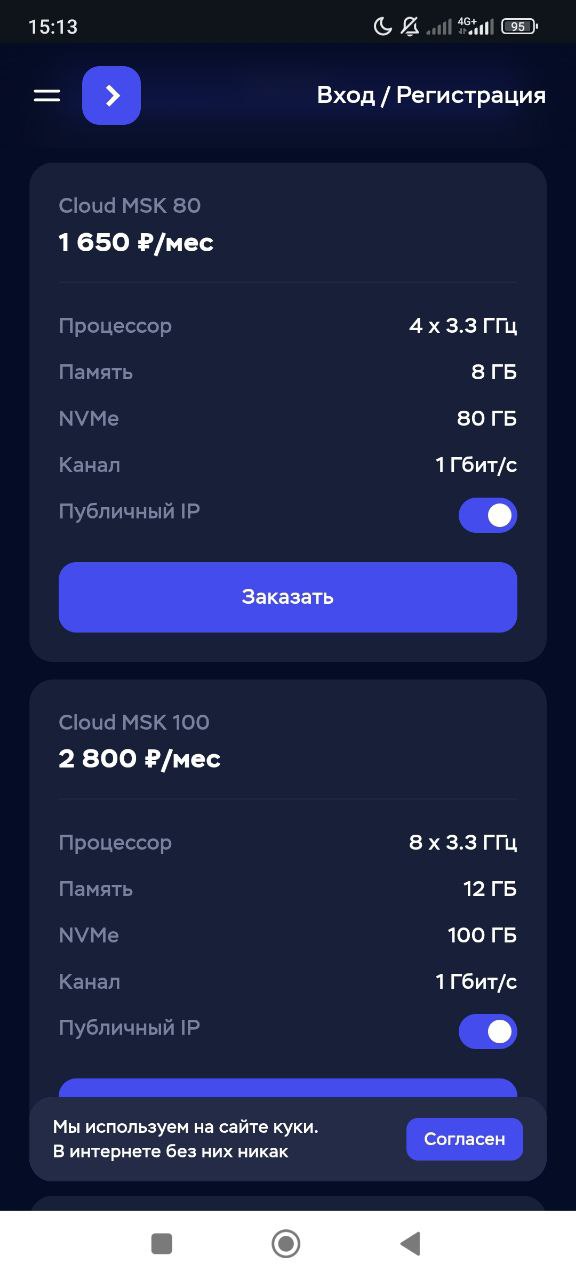 15:13
4G+
95
Вход / Регистрация
Cloud MSK 80
1 650 ₽/мес
Процессор 4 x 3.3 ГГц
Память 8 ГБ
NVMe 80 ГБ
Канал 1 Гбит/с
Публичный IP
Заказать
Cloud MSK 100
2 800 ₽/мес
Процессор 8 x 3.3 ГГц
Память 12 ГБ
NVMe 100 ГБ
Канал 1 Гбит/с
Публичный IP
Мы используем на сайте куки.
В интернете без них никак
Согласен